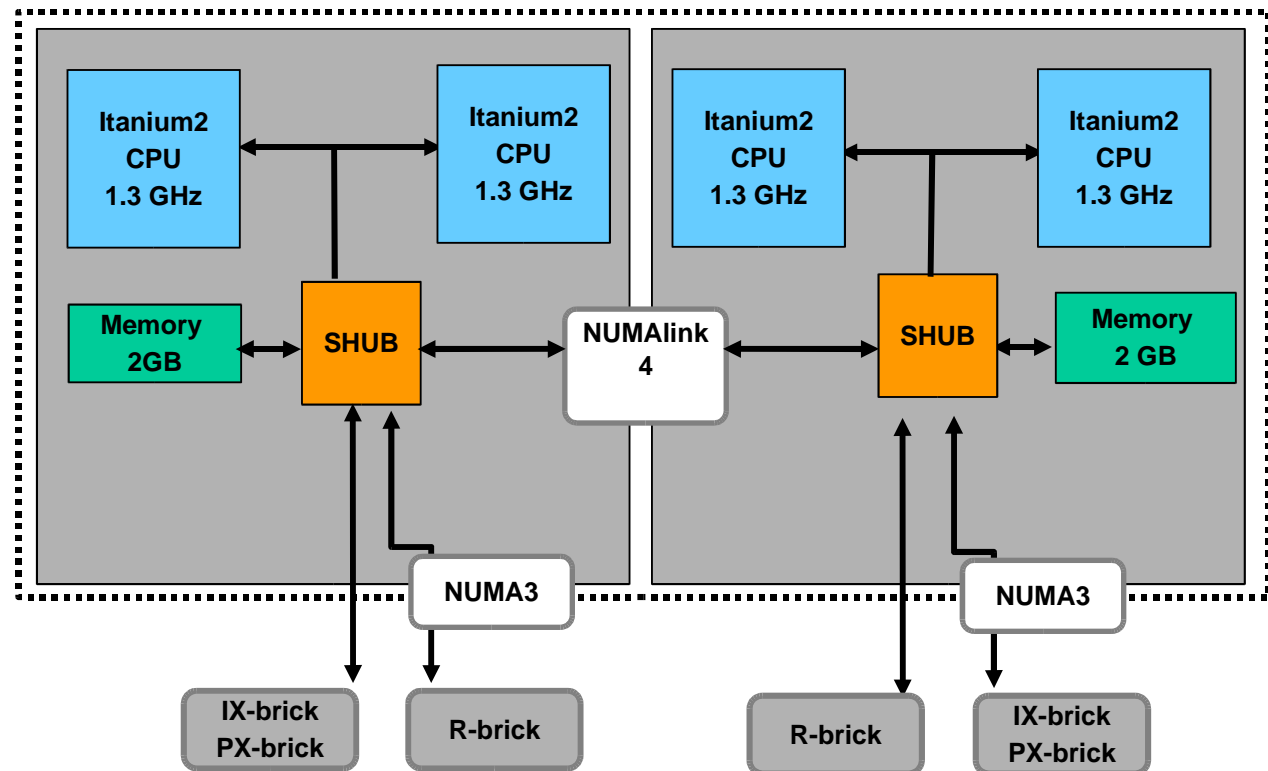 Itanium2
CPU
1.3 GHz
Itanium2
CPU
1.3 GHz
Itanium2
CPU
1.3 GHz
Itanium2
CPU
1.3 GHz
Memory
2GB
SHUB
NUMAlink
4
SHUB
Memory
2 GB
NUMA3
NUMA3
IX-brick
PX-brick
R-brick
R-brick
IX-brick
PX-brick